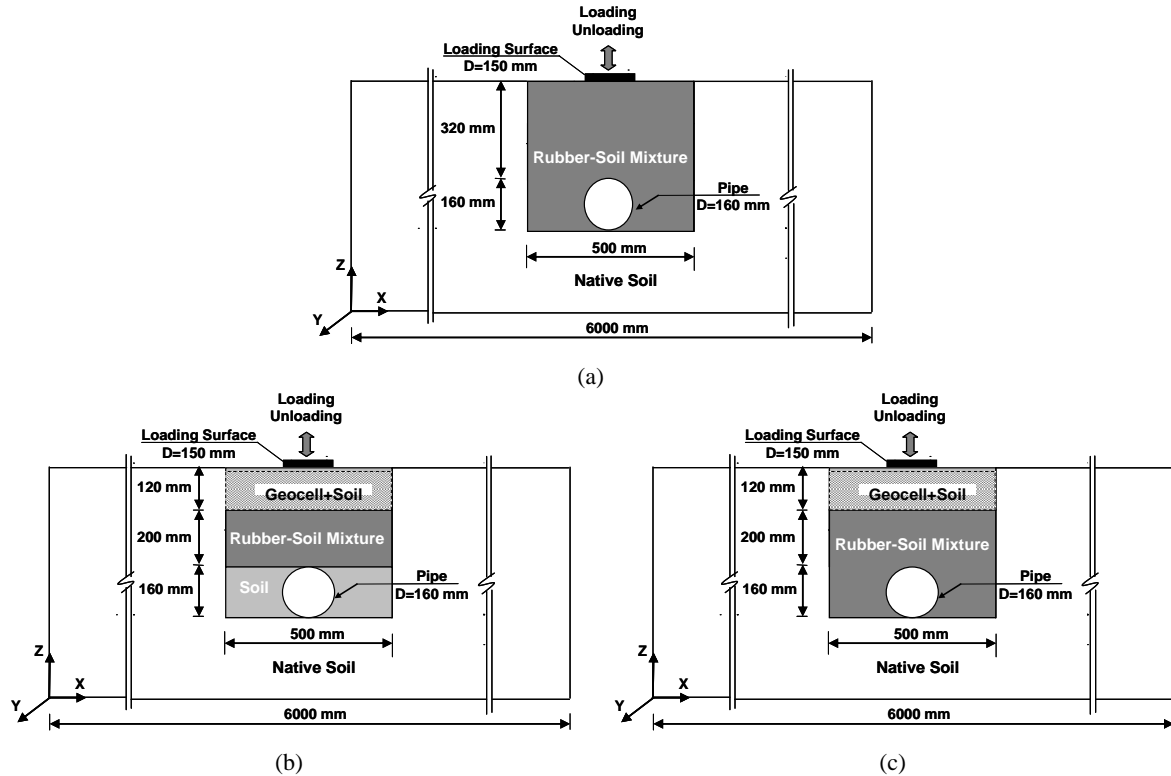 Loading
Unloading
Loading Surface
D=150 mm
320 mm
Rubber-Soil Mixture
160 mm
Pipe
D=160 mm
500 mm
Native Soil
Z
X
Y
6000 mm
(a)
Loading
Unloading
Loading Surface
D=150 mm
120 mm
Geocell+Soil
200 mm
Rubber-Soil Mixture
160 mm
Soil
Pipe
D=160 mm
500 mm
Native Soil
Z
X
Y
6000 mm
(b)
Loading
Unloading
Loading Surface
D=150 mm
120 mm
Geocell+Soil
200 mm
Rubber-Soil Mixture
160 mm
Pipe
D=160 mm
500 mm
Native Soil
Z
X
Y
6000 mm
(c)